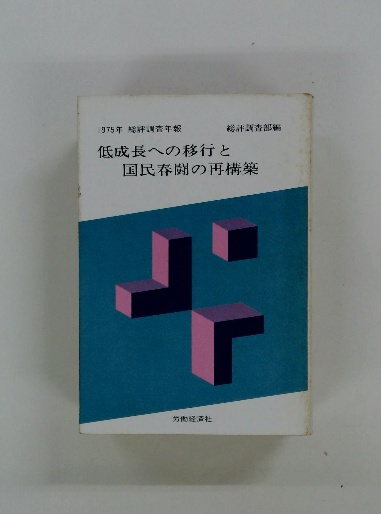 1975年 総評調査年報 総評調査部編
低成長への移行と
国民春闘の再構築
労働経済社